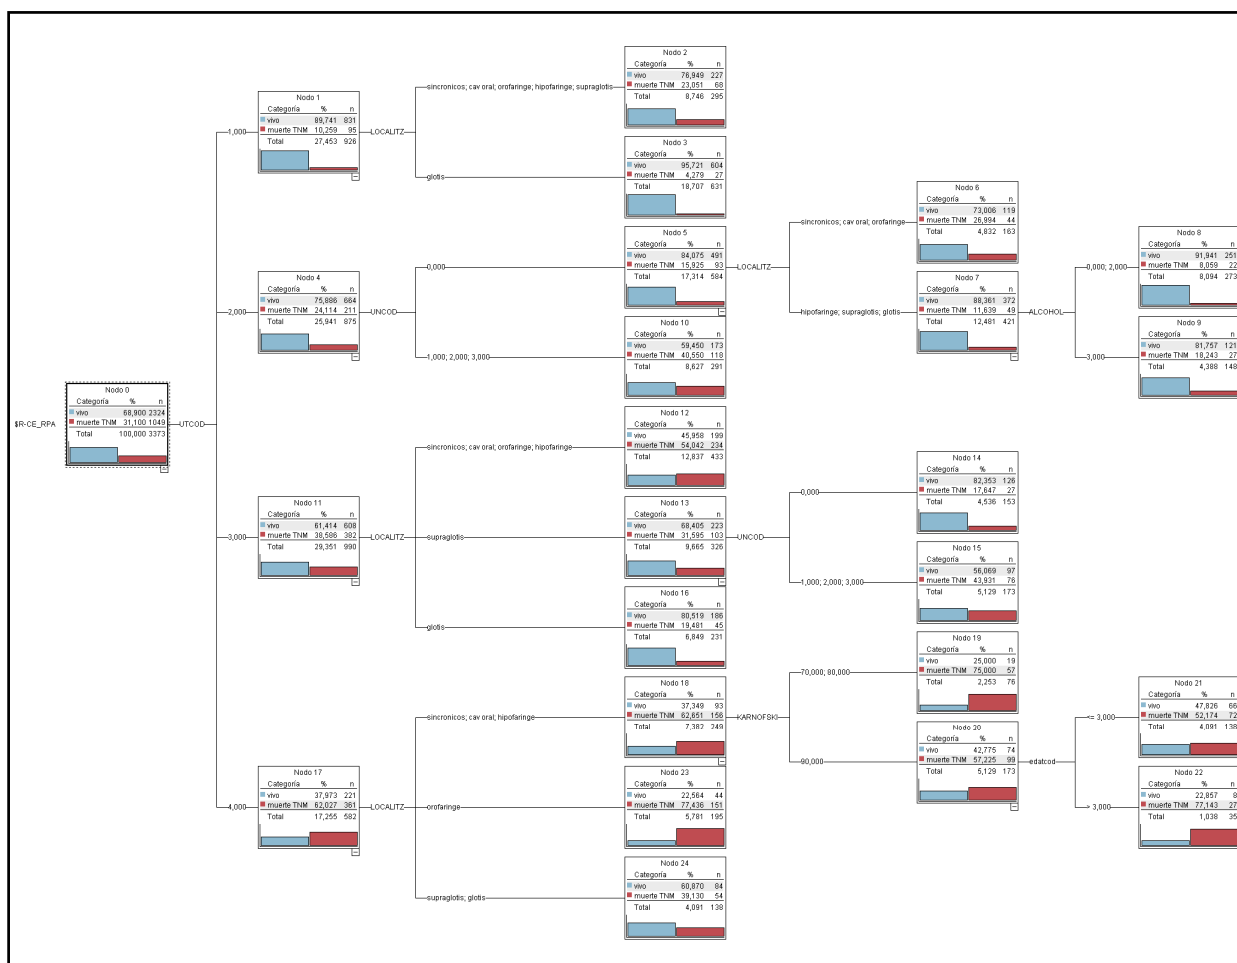 $R-CE_RPA
Nodo 0
Categoría % n
vivo 68,900 2324
muerte TNM 31,100 1049
Total 100,000 3373
UTCOD
1,000
Nodo 1
Categoría % n
vivo 89,741 831
muerte TNM 10,259 95
Total 27,453 926
LOCALITZ
sincronicos; cav oral; orofaringe; hipofaringe; supraglotis
Nodo 2
Categoría % n
vivo 76,949 227
muerte TNM 23,051 68
Total 8,746 295
glotis
Nodo 3
Categoría % n
vivo 95,721 604
muerte TNM 4,279 27
Total 18,707 631
2,000
Nodo 4
Categoría % n
vivo 75,886 664
muerte TNM 24,114 211
Total 25,941 875
UNCOD
0,000
Nodo 5
Categoría % n
vivo 84,075 491
muerte TNM 15,925 93
Total 17,314 584
LOCALITZ
sincronicos; cav oral; orofaringe
Nodo 6
Categoría % n
vivo 73,006 119
muerte TNM 26,994 44
Total 4,832 163
hipofaringe; supraglotis; glotis
Nodo 7
Categoría % n
vivo 88,361 372
muerte TNM 11,639 49
Total 12,481 421
ALCOHOL
0,000; 2,000
Nodo 8
Categoría % n
vivo 91,941 251
muerte TNM 8,059 22
Total 8,094 273
3,000
Nodo 9
Categoría % n
vivo 81,757 121
muerte TNM 18,243 27
Total 4,388 148
1,000; 2,000; 3,000
Nodo 10
Categoría % n
vivo 59,450 173
muerte TNM 40,550 118
Total 8,627 291
3,000
Nodo 11
Categoría % n
vivo 61,414 608
muerte TNM 38,586 382
Total 29,351 990
LOCALITZ
sincronicos; cav oral; orofaringe; hipofaringe
Nodo 12
Categoría % n
vivo 45,958 199
muerte TNM 54,042 234
Total 12,837 433
supraglotis
Nodo 13
Categoría % n
vivo 68,405 223
muerte TNM 31,595 103
Total 9,665 326
UNCOD
0,000
Nodo 14
Categoría % n
vivo 82,353 126
muerte TNM 17,647 27
Total 4,536 153
1,000; 2,000; 3,000
Nodo 15
Categoría % n
vivo 56,069 97
muerte TNM 43,931 76
Total 5,129 173
glotis
Nodo 16
Categoría % n
vivo 80,519 186
muerte TNM 19,481 45
Total 6,849 231
4,000
Nodo 17
Categoría % n
vivo 37,973 221
muerte TNM 62,027 361
Total 17,255 582
LOCALITZ
sincronicos; cav oral; hipofaringe
Nodo 18
Categoría % n
vivo 37,349 93
muerte TNM 62,651 156
Total 7,382 249
KARNOFSKI
70,000; 80,000
Nodo 19
Categoría % n
vivo 25,000 19
muerte TNM 75,000 57
Total 2,253 76
90,000
Nodo 20
Categoría % n
vivo 42,775 74
muerte TNM 57,225 99
Total 5,129 173
edatcod
<= 3,000
Nodo 21
Categoría % n
vivo 47,826 66
muerte TNM 52,174 72
Total 4,091 138
> 3,000
Nodo 22
Categoría % n
vivo 22,857 8
muerte TNM 77,143 27
Total 1,038 35
orofaringe
Nodo 23
Categoría % n
vivo 22,564 44
muerte TNM 77,436 151
Total 5,781 195
supraglotis; glotis
Nodo 24
Categoría % n
vivo 60,870 84
muerte TNM 39,130 54
Total 4,091 138